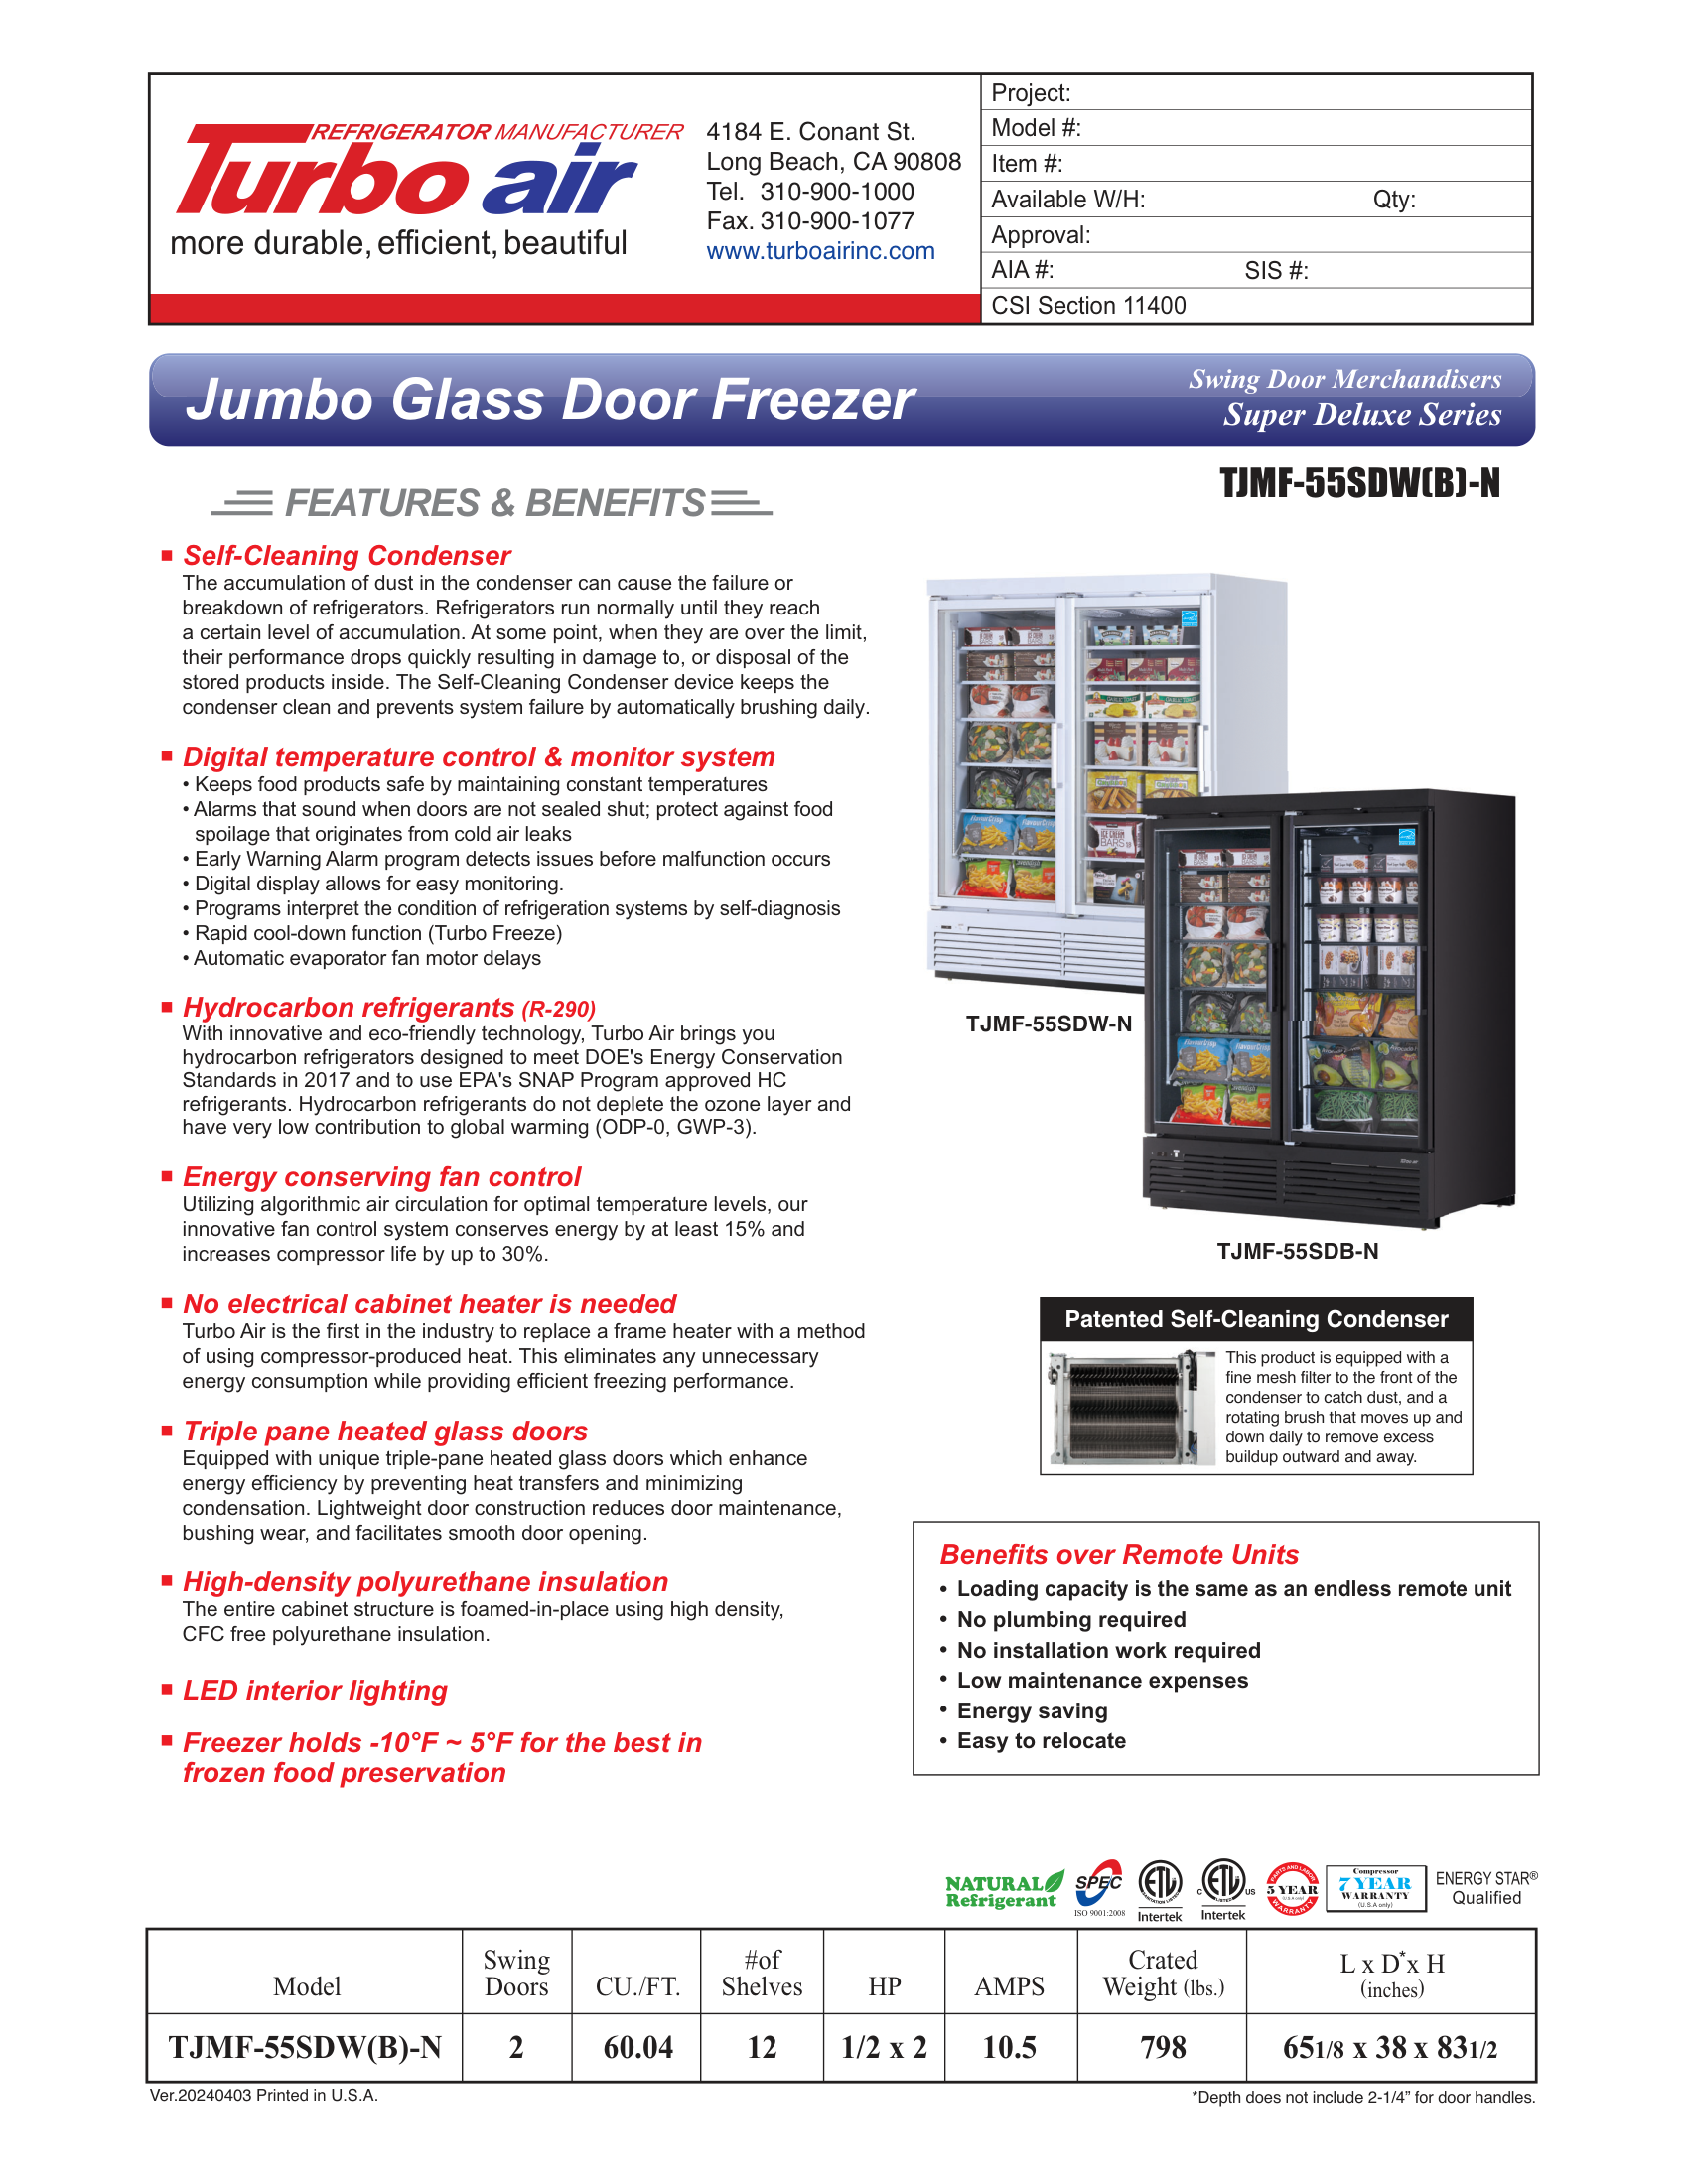 REFRIGERATOR MANUFACTURER
Turbo air
more durable, efficient, beautiful
4184 E. Conant St.
Long Beach, CA 90808
Tel. 310-900-1000
Fax. 310-900-1077
www.turboairinc.com
Project:
Model #:
Item #:
Available W/H: Qty:
Approval:
AIA #: SIS #:
CSI Section 11400
Jumbo Glass Door Freezer
Swing Door Merchandisers
Super Deluxe Series
TJMF-55SDW(B)-N
FEATURES & BENEFITS
■ Self-Cleaning Condenser
The accumulation of dust in the condenser can cause the failure or
breakdown of refrigerators. Refrigerators run normally until they reach
a certain level of accumulation. At some point, when they are over the limit,
their performance drops quickly resulting in damage to, or disposal of the
stored products inside. The Self-Cleaning Condenser device keeps the
condenser clean and prevents system failure by automatically brushing daily.
■ Digital temperature control & monitor system
• Keeps food products safe by maintaining constant temperatures
• Alarms that sound when doors are not sealed shut; protect against food
spoilage that originates from cold air leaks
• Early Warning Alarm program detects issues before malfunction occurs
• Digital display allows for easy monitoring.
• Programs interpret the condition of refrigeration systems by self-diagnosis
• Rapid cool-down function (Turbo Freeze)
• Automatic evaporator fan motor delays
■ Hydrocarbon refrigerants (R-290)
With innovative and eco-friendly technology, Turbo Air brings you
hydrocarbon refrigerators designed to meet DOE's Energy Conservation
Standards in 2017 and to use EPA's SNAP Program approved HC
refrigerants. Hydrocarbon refrigerants do not deplete the ozone layer and
have very low contribution to global warming (ODP-0, GWP-3).
■ Energy conserving fan control
Utilizing algorithmic air circulation for optimal temperature levels, our
innovative fan control system conserves energy by at least 15% and
increases compressor life by up to 30%.
■ No electrical cabinet heater is needed
Turbo Air is the first in the industry to replace a frame heater with a method
of using compressor-produced heat. This eliminates any unnecessary
energy consumption while providing efficient freezing performance.
■ Triple pane heated glass doors
Equipped with unique triple-pane heated glass doors which enhance
energy efficiency by preventing heat transfers and minimizing
condensation. Lightweight door construction reduces door maintenance,
bushing wear, and facilitates smooth door opening.
■ High-density polyurethane insulation
The entire cabinet structure is foamed-in-place using high density,
CFC free polyurethane insulation.
■ LED interior lighting
■ Freezer holds -10°F ~ 5°F for the best in
frozen food preservation
TJMF-55SDW-N
TJMF-55SDB-N
Patented Self-Cleaning Condenser
This product is equipped with a
fine mesh filter to the front of the
condenser to catch dust, and a
rotating brush that moves up and
down daily to remove excess
buildup outward and away.
Benefits over Remote Units
• Loading capacity is the same as an endless remote unit
• No plumbing required
• No installation work required
• Low maintenance expenses
• Energy saving
• Easy to relocate
NATURAL
Refrigerant
SPEC
ISO 9001:2008
ETL
Intertek
C ETL US
LISTED
Intertek
PARTS AND LABOR
5 YEAR
(U.S.A only)
WARRANTY
Compressor
7 YEAR
WARRANTY
(U.S.A only)
ENERGY STAR®
Qualified
Model | Swing Doors | CU./FT. | #of Shelves | HP | AMPS | Crated Weight (lbs.) | L x D* x H (inches)
TJMF-55SDW(B)-N | 2 | 60.04 | 12 | 1/2 x 2 | 10.5 | 798 | 65 1/8 x 38 x 83 1/2
Ver.20240403 Printed in U.S.A.
*Depth does not include 2-1/4” for door handles.